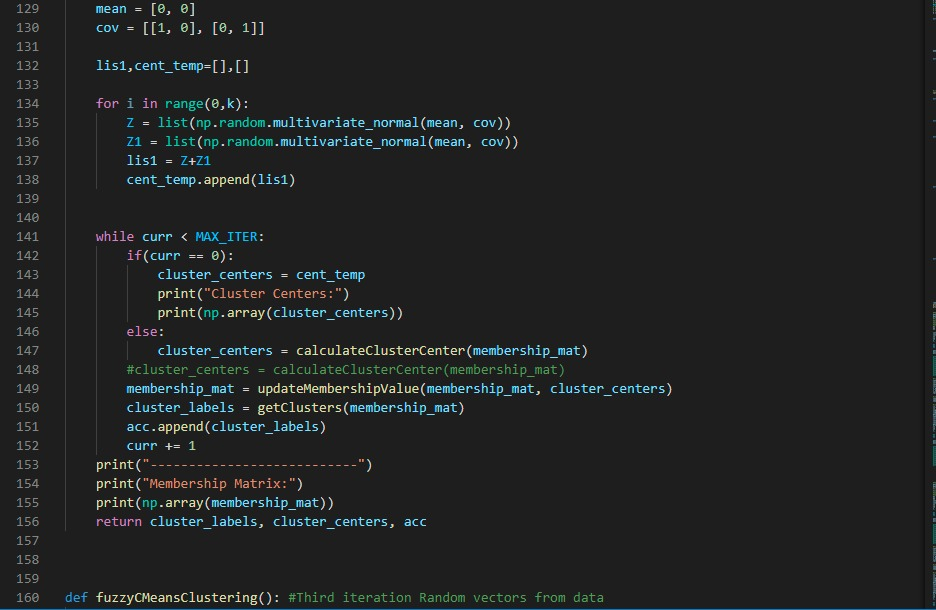 129 mean = [0, 0]
130 cov = [[1, 0], [0, 1]]
131
132 lis1,cent_temp=[],[]
133
134 for i in range(0,k):
135 Z = list(np.random.multivariate_normal(mean, cov))
136 Z1 = list(np.random.multivariate_normal(mean, cov))
137 lis1 = Z+Z1
138 cent_temp.append(lis1)
139
140
141 while curr < MAX_ITER:
142 if(curr == 0):
143 cluster_centers = cent_temp
144 print("Cluster Centers:")
145 print(np.array(cluster_centers))
146 else:
147 cluster_centers = calculateClusterCenter(membership_mat)
148 #cluster_centers = calculateClusterCenter(membership_mat)
149 membership_mat = updateMembershipValue(membership_mat, cluster_centers)
150 cluster_labels = getClusters(membership_mat)
151 acc.append(cluster_labels)
152 curr += 1
153 print("---------------------------")
154 print("Membership Matrix:")
155 print(np.array(membership_mat))
156 return cluster_labels, cluster_centers, acc
157
158
159
160 def fuzzyCMeansClustering(): #Third iteration Random vectors from data